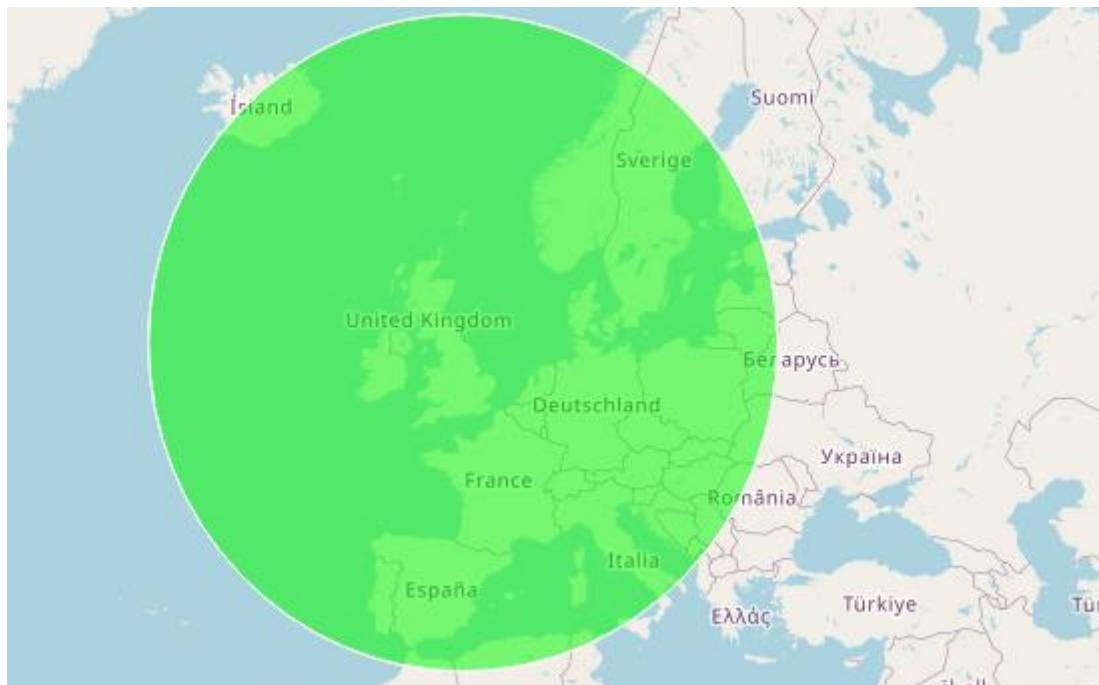 Suomi
Ísland
Sverige
United Kingdom
Беларусь
Deutschland
Україна
France
România
Italia
España
Türkiye
Ελλάς